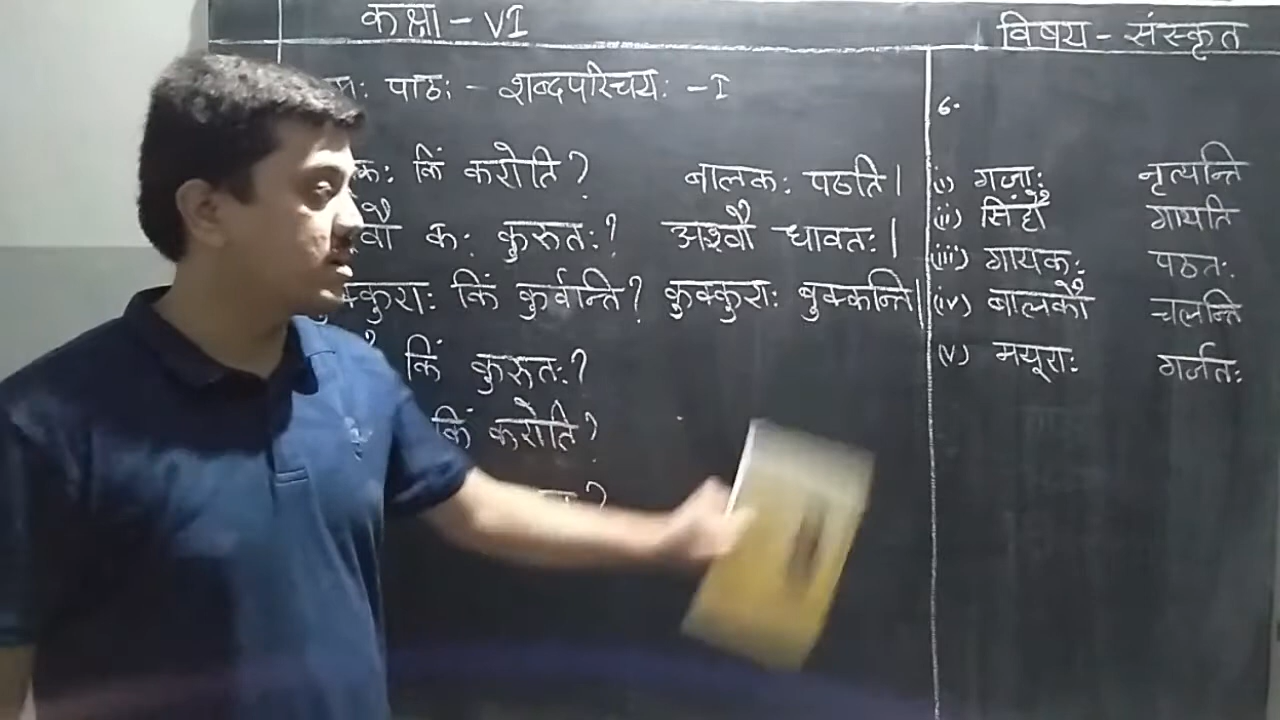 कक्षा - VI
विषय - संस्कृत
पाठः - शब्दपरिचयः - I
किं करोति? बालकः पठति।
कः कुरुतः? अश्वौ धावतः।
किं कुर्वान्ति? कुक्कुराः बुक्कन्ति।
किं कुरुतः?
किं करोति?
6.
(i) गजाः नृत्यन्ति
(ii) सिंहौ गायति
(iii) गायकः पठतः
(iv) बालकौ चलन्ति
(v) मयूराः गर्जतः